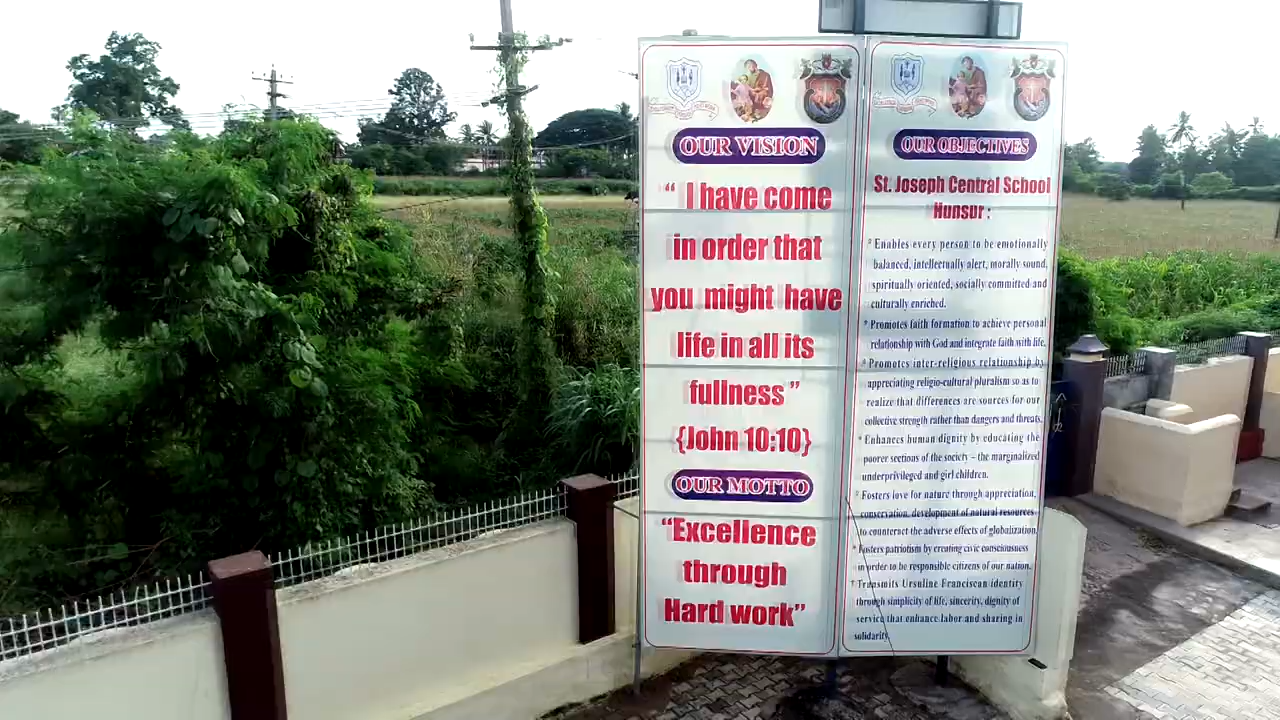 OUR VISION
“ I have come
in order that
you might have
life in all its
fullness ”
{John 10:10}
OUR MOTTO
“Excellence
through
Hard work”
OUR OBJECTIVES
St. Joseph Central School
Hunsur :
* Enables every person to be emotionally
balanced, intellectually alert, morally sound,
spiritually oriented, socially committed and
culturally enriched.
* Promotes faith formation to achieve personal
relationship with God and integrate faith with life.
* Promotes inter-religious relationship by
appreciating religio-cultural pluralism so as to
realize that differences are sources for our
collective strength rather than dangers and threats.
* Enhances human dignity by educating the
poorer sections of the society – the marginalized
underprivileged and girl children.
* Fosters love for nature through appreciation,
conservation, development of natural resources
to counteract the adverse effects of globalization.
* Fosters patriotism by creating civic consciousness
in order to be responsible citizens of our nation.
* Transmits Ursuline Franciscan identity
through simplicity of life, sincerity, dignity of
service that enhance labor and sharing in
solidarity.